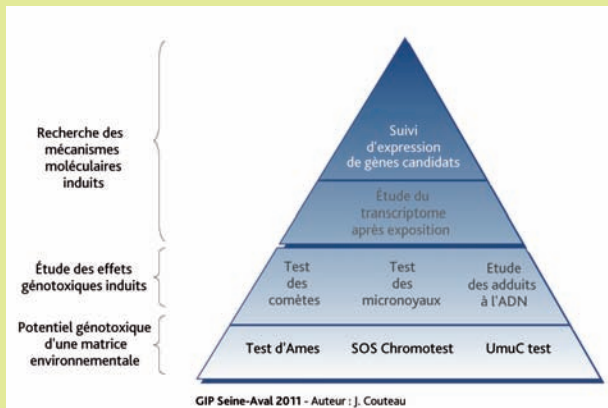 Recherche des
mécanismes
moléculaires
induits
Suivi
d'expression
de gènes candidats
Étude du
transcriptome
après exposition
Étude des effets
génotoxiques induits
Test
des
comètes
Test
des
micronoyaux
Etude
des adduits
à l'ADN
Potentiel génotoxique
d'une matrice
environnementale
Test d'Ames
SOS Chromotest
UmuC test
GIP Seine-Aval 2011 - Auteur : J. Couteau